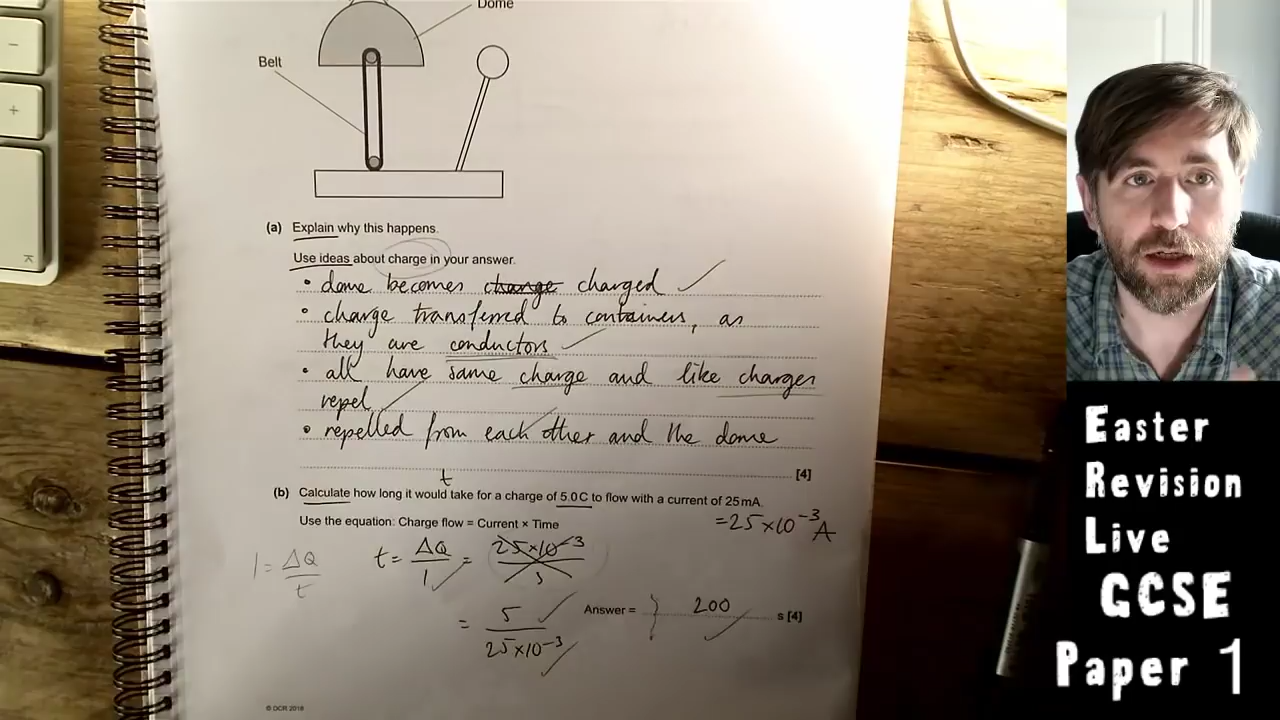 Dome
Belt
(a) Explain why this happens.
Use ideas about charge in your answer.
• dome becomes change charged ✓
• charge transferred to containers, as
they are conductors ✓
• all have same charge and like charges
repel ✓
• repelled from each other and the dome
[4]
t
(b) Calculate how long it would take for a charge of 5.0 C to flow with a current of 25 mA.
= 25 × 10⁻³ A
Use the equation: Charge flow = Current × Time
I = ΔQ / t
t = ΔQ / I = 25 × 10⁻³ / 5
= 5 / 25 × 10⁻³
Answer = 200 s [4]
© OCR 2018
Easter
Revision
Live
GCSE
Paper 1